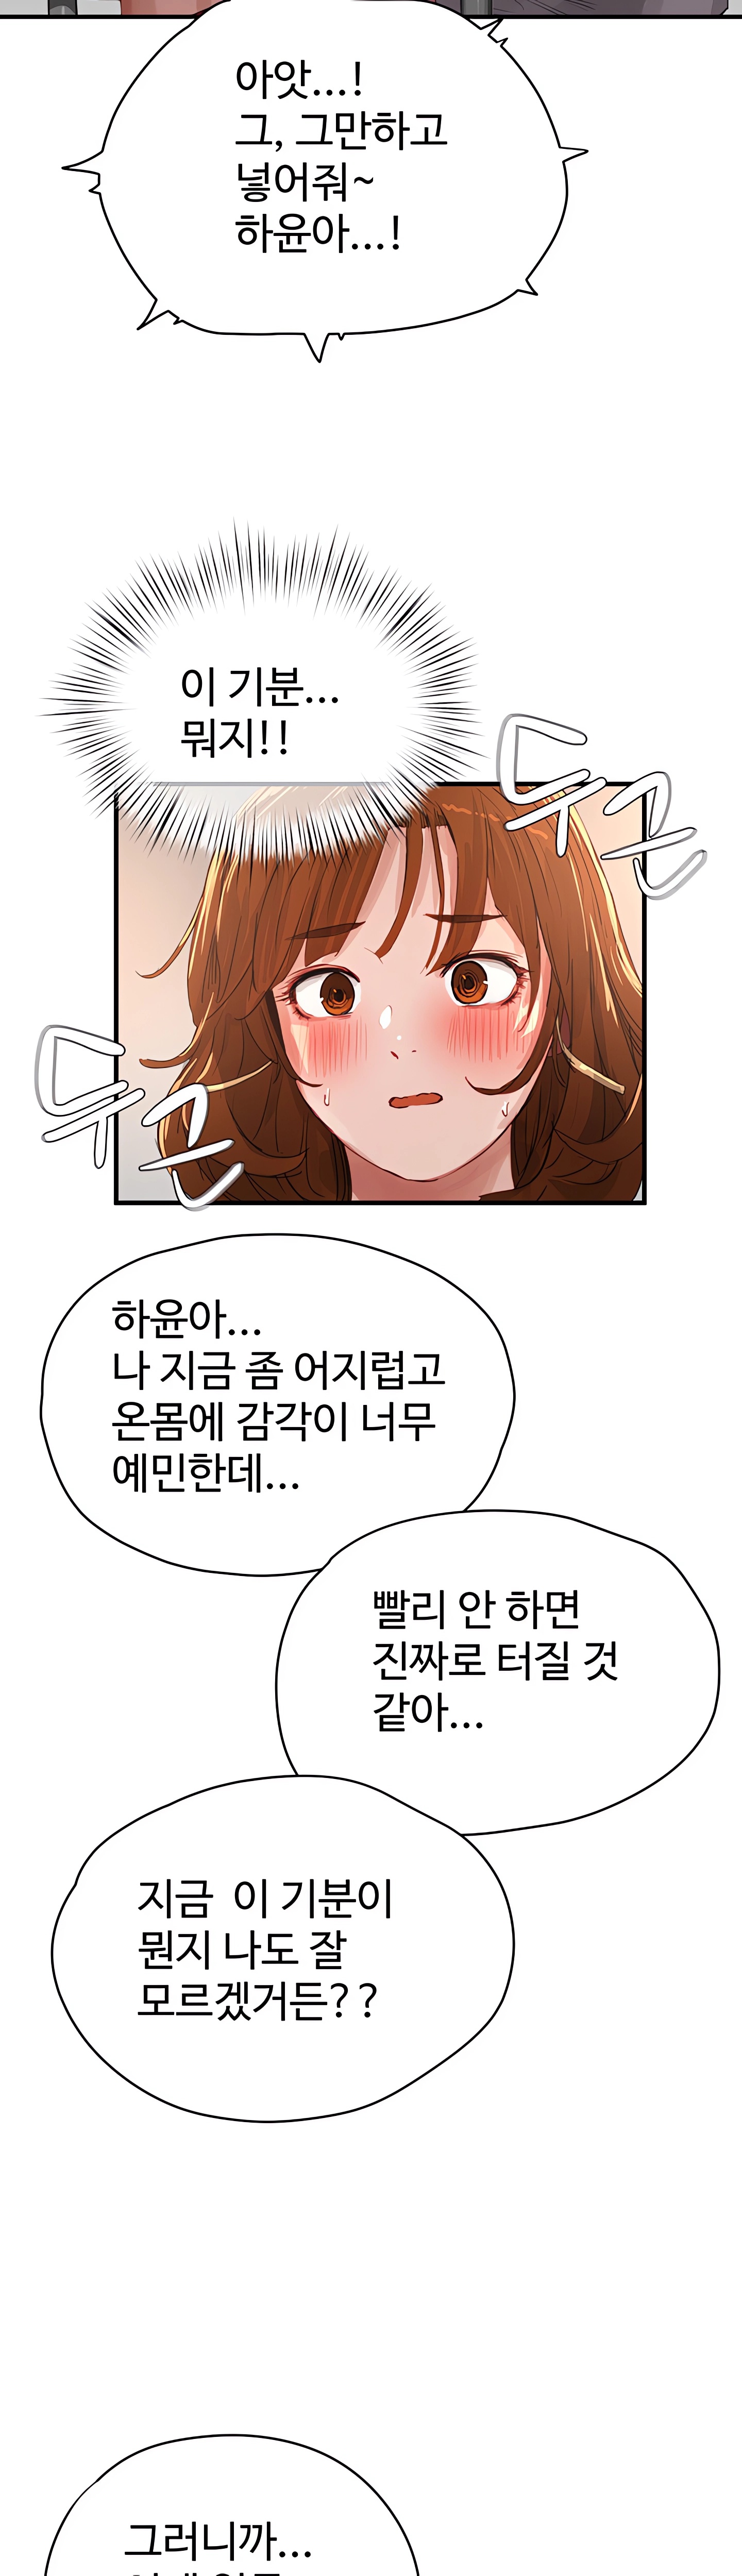 아앗...!
그, 그만하고
넣어줘~
하윤아...!
이 기분...
뭐지!!
두근
두근
하윤아...
나 지금 좀 어지럽고
온몸에 감각이 너무
예민한데...
빨리 안 하면
진짜로 터질 것
같아...
지금 이 기분이
뭔지 나도 잘
모르겠거든??
그러니까...